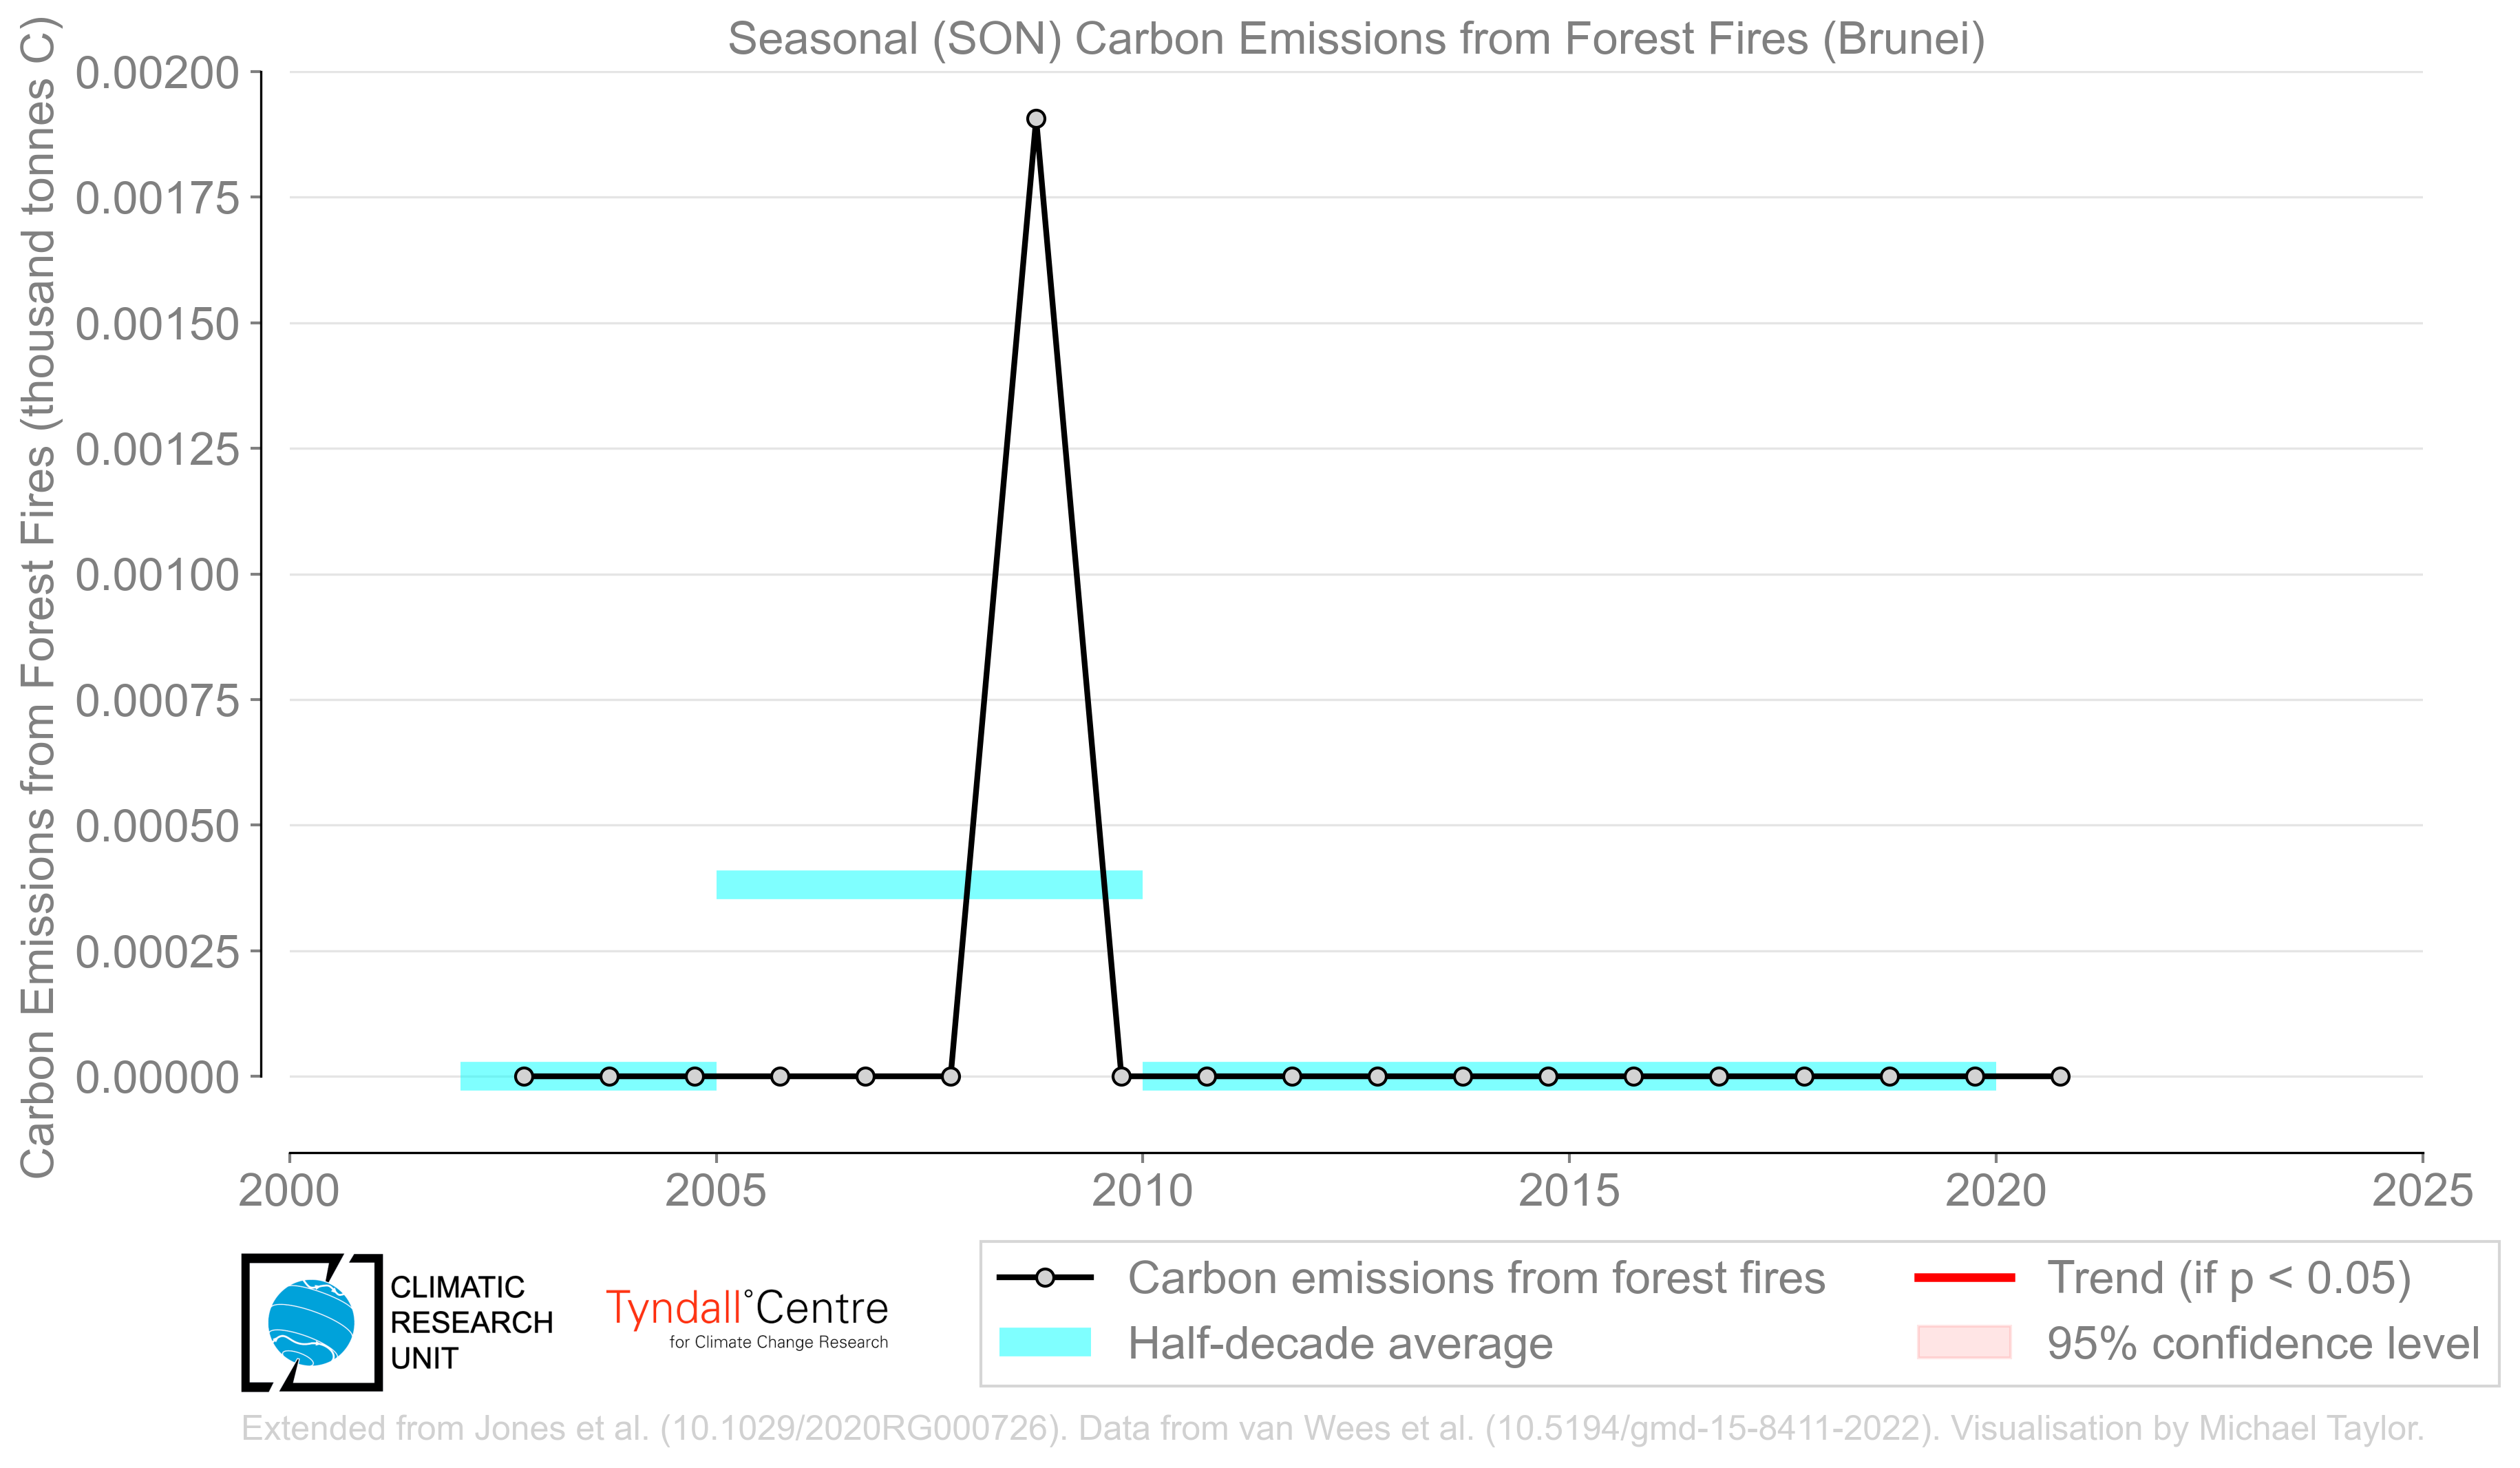 Seasonal (SON) Carbon Emissions from Forest Fires (Brunei)
Carbon Emissions from Forest Fires (thousand tonnes C)
0.00200
0.00175
0.00150
0.00125
0.00100
0.00075
0.00050
0.00025
0.00000
2000 2005 2010 2015 2020 2025
CLIMATIC
RESEARCH
UNIT
Tyndall°Centre
for Climate Change Research
Carbon emissions from forest fires
Half-decade average
Trend (if p < 0.05)
95% confidence level
Extended from Jones et al. (10.1029/2020RG000726). Data from van Wees et al. (10.5194/gmd-15-8411-2022). Visualisation by Michael Taylor.